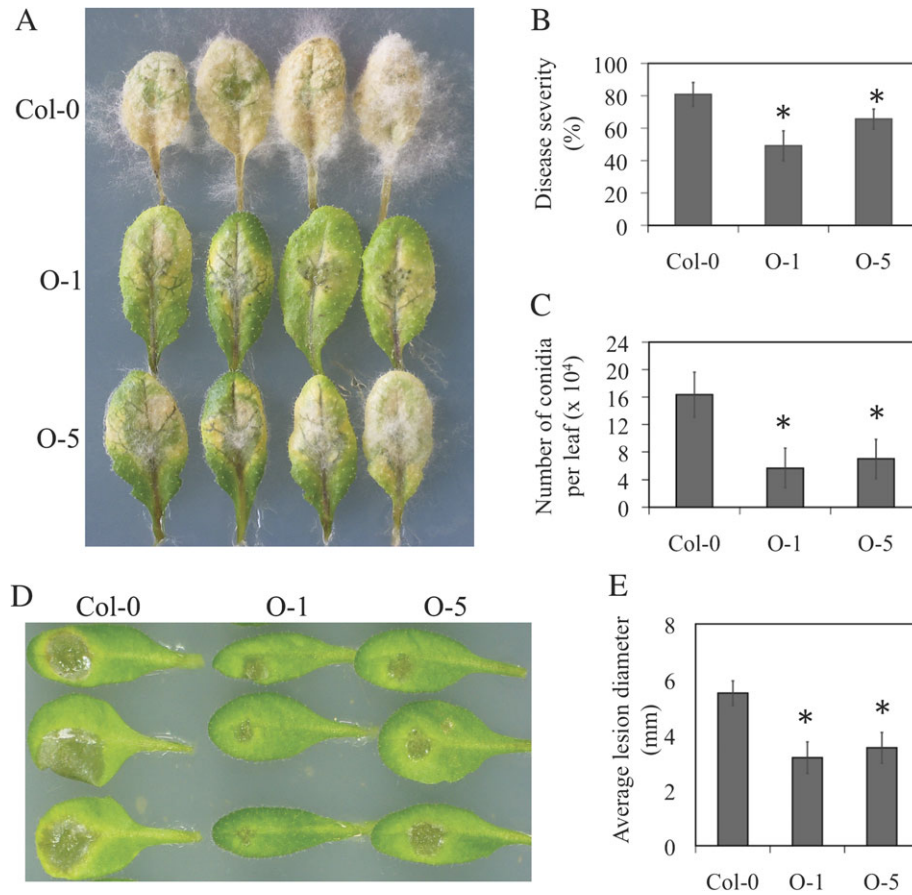 A
Col-0
O-1
O-5
B
Disease severity
(%)
100
80
60
40
20
0
*
*
Col-0 O-1 O-5
C
Number of conidia
per leaf (x 10⁴)
24
20
16
12
8
4
0
*
*
Col-0 O-1 O-5
D
Col-0 O-1 O-5
E
Average lesion diameter
(mm)
8
6
4
2
0
*
*
Col-0 O-1 O-5